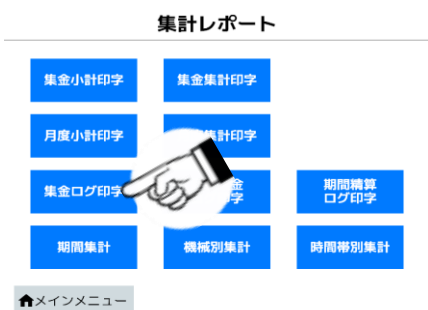 集計レポート
集金小計印字
集金集計印字
月度小計印字
集計印字
集金ログ印字
金
字
期間精算
ログ印字
期間集計
機械別集計
時間帯別集計
メインメニュー